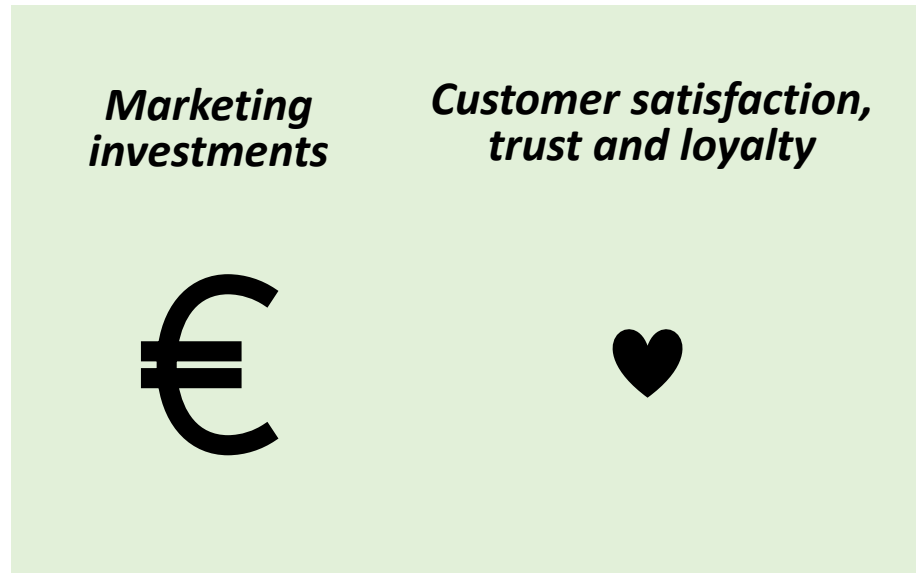 Marketing
investments
Customer satisfaction,
trust and loyalty
€